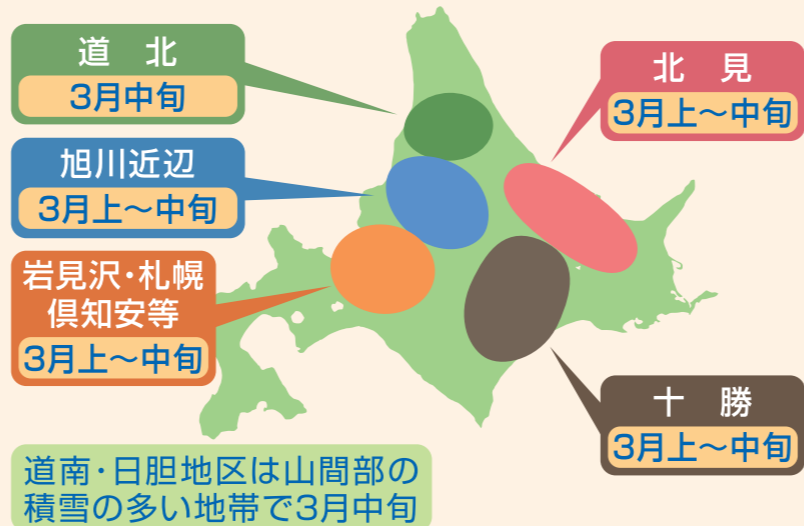 道 北
3月中旬
旭川近辺
3月上～中旬
岩見沢・札幌
倶知安等
3月上～中旬
北 見
3月上～中旬
十 勝
3月上～中旬
道南・日胆地区は山間部の
積雪の多い地帯で3月中旬